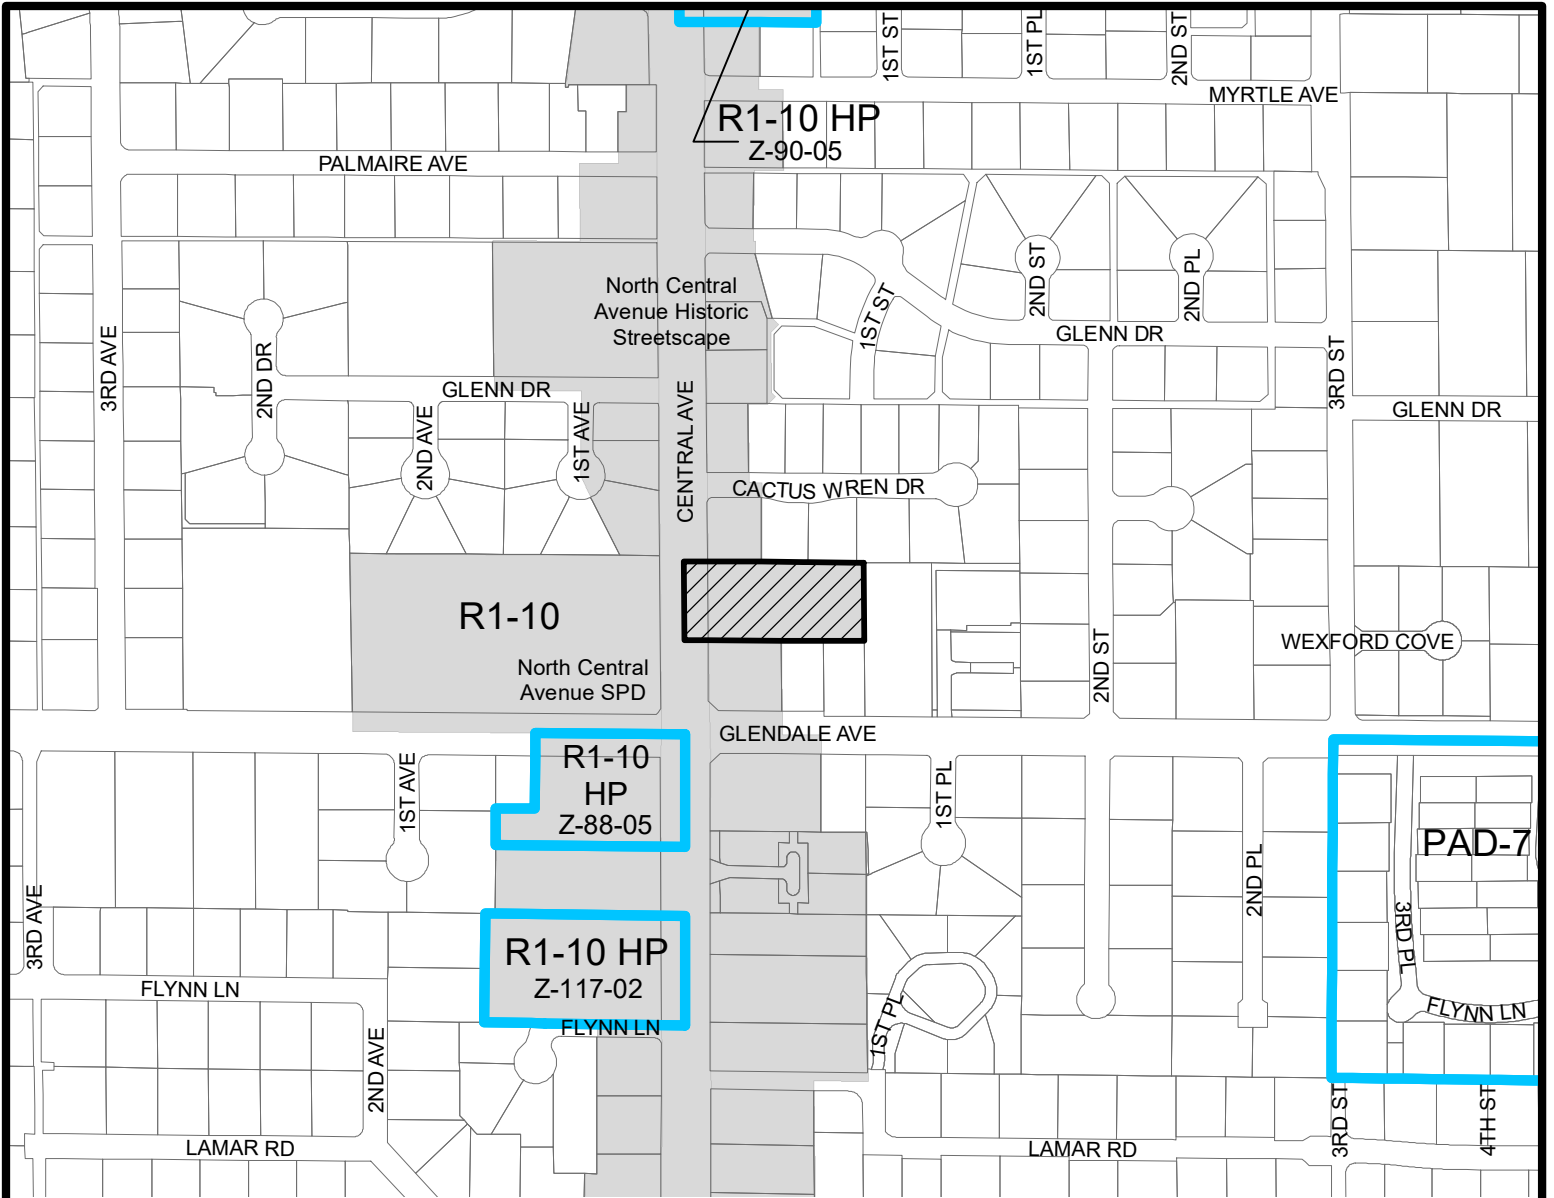 1ST ST
1ST PL
2ND ST
MYRTLE AVE
R1-10 HP
Z-90-05
PALMAIRE AVE
North Central
Avenue Historic
Streetscape
2ND ST
2ND PL
1ST ST
GLENN DR
3RD AVE
2ND DR
GLENN DR
2ND AVE
1ST AVE
CENTRAL AVE
3RD ST
GLENN DR
CACTUS WREN DR
R1-10
North Central
Avenue SPD
2ND ST
WEXFORD COVE
GLENDALE AVE
R1-10
HP
Z-88-05
1ST AVE
1ST PL
2ND PL
PAD-7
3RD AVE
R1-10 HP
Z-117-02
3RD PL
FLYNN LN
FLYNN LN
FLYNN LN
1ST PL
2ND AVE
3RD ST
4TH ST
LAMAR RD
LAMAR RD